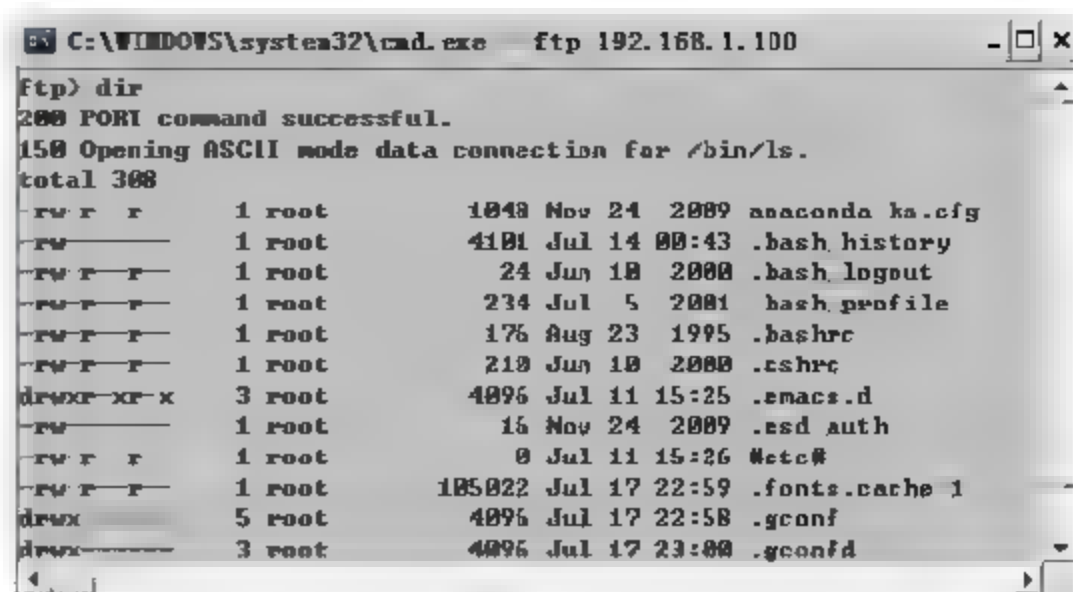 C:\WINDOWS\system32\cmd.exe - ftp 192.168.1.100
ftp> dir
200 PORT command successful.
150 Opening ASCII mode data connection for /bin/ls.
total 308
-rw-r--r-- 1 root 1048 Nov 24 2009 anaconda-ks.cfg
-rw------- 1 root 4101 Jul 14 00:43 .bash_history
-rw-r--r-- 1 root 24 Jun 10 2000 .bash_logout
-rw-r--r-- 1 root 234 Jul 5 2001 .bash_profile
-rw-r--r-- 1 root 176 Aug 23 1995 .bashrc
-rw-r--r-- 1 root 210 Jun 10 2000 .cshrc
drwxr-xr-x 3 root 4096 Jul 11 15:25 .emacs.d
-rw------- 1 root 16 Nov 24 2009 .esd_auth
-rw-r--r-- 1 root 0 Jul 11 15:26 #etc#
-rw-r--r-- 1 root 105022 Jul 17 22:59 .fonts.cache-1
drwx------ 5 root 4096 Jul 17 22:58 .gconf
drwx------ 3 root 4096 Jul 17 23:00 .gconfd